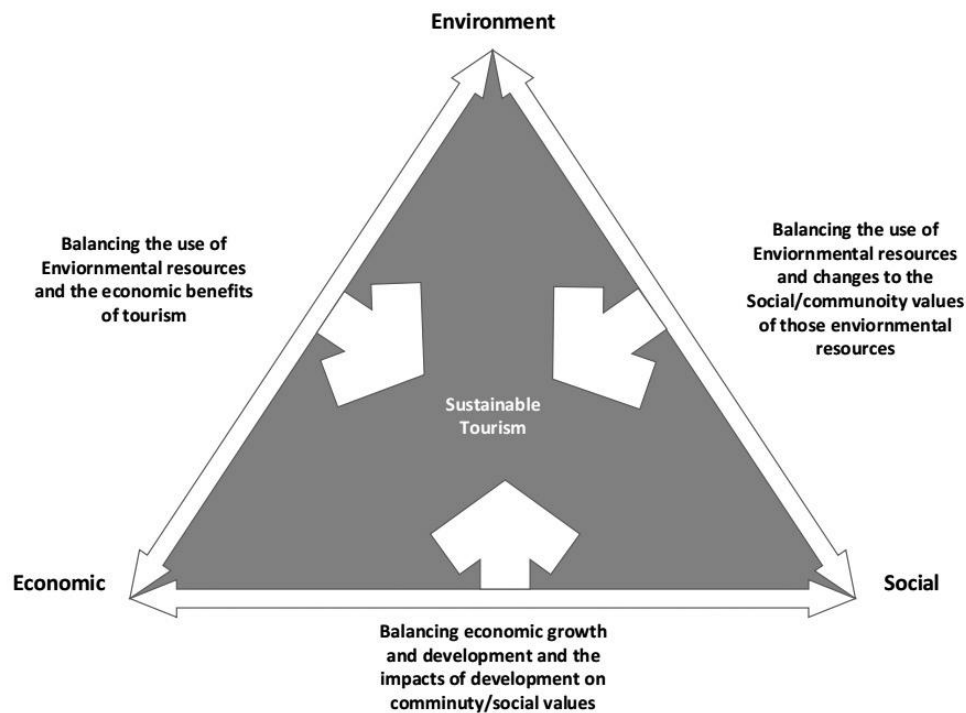 Environment
Balancing the use of
Enviornmental resources
and the economic benefits
of tourism
Balancing the use of
Enviornmental resources
and changes to the
Social/communoity values
of those enviornmental
resources
Sustainable
Tourism
Economic
Social
Balancing economic growth
and development and the
impacts of development on
comminuty/social values